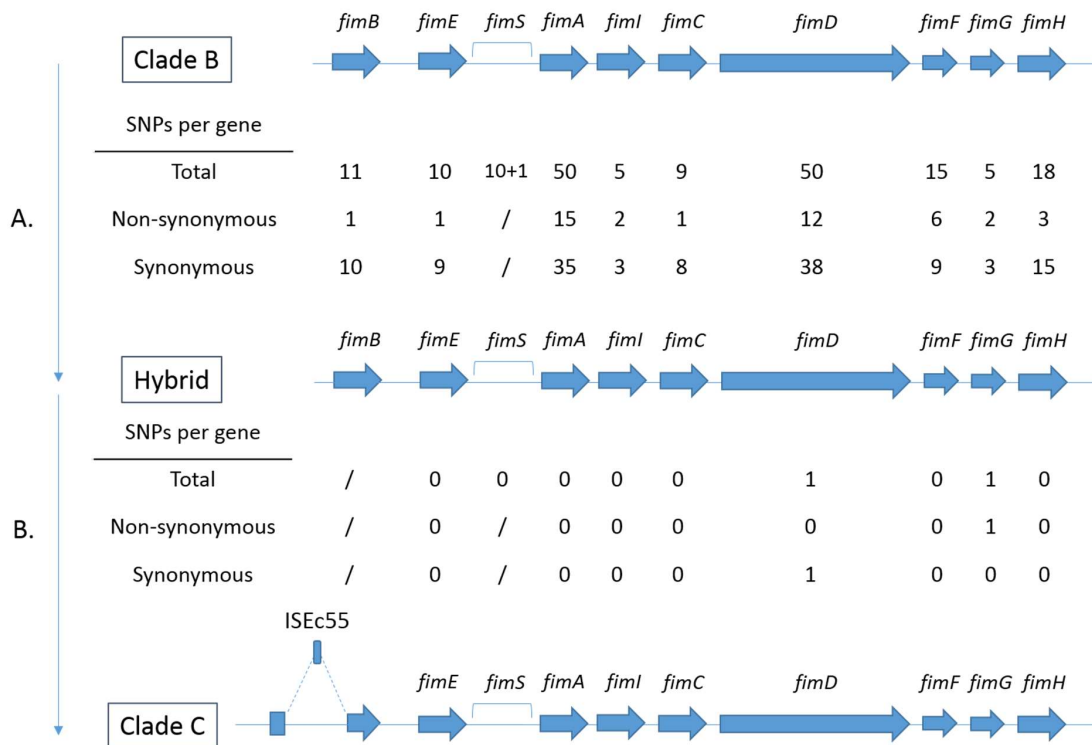 fimB fimE fimS fimA fimI fimC fimD fimF fimG fimH
Clade B
SNPs per gene
Total 11 10 10+1 50 5 9 50 15 5 18
A.
Non-synonymous 1 1 / 15 2 1 12 6 2 3
Synonymous 10 9 / 35 3 8 38 9 3 15
fimB fimE fimS fimA fimI fimC fimD fimF fimG fimH
Hybrid
SNPs per gene
Total / 0 0 0 0 0 1 0 1 0
B.
Non-synonymous / 0 / 0 0 0 0 0 1 0
Synonymous / 0 / 0 0 0 1 0 0 0
ISEc55
fimE fimS fimA fimI fimC fimD fimF fimG fimH
Clade C